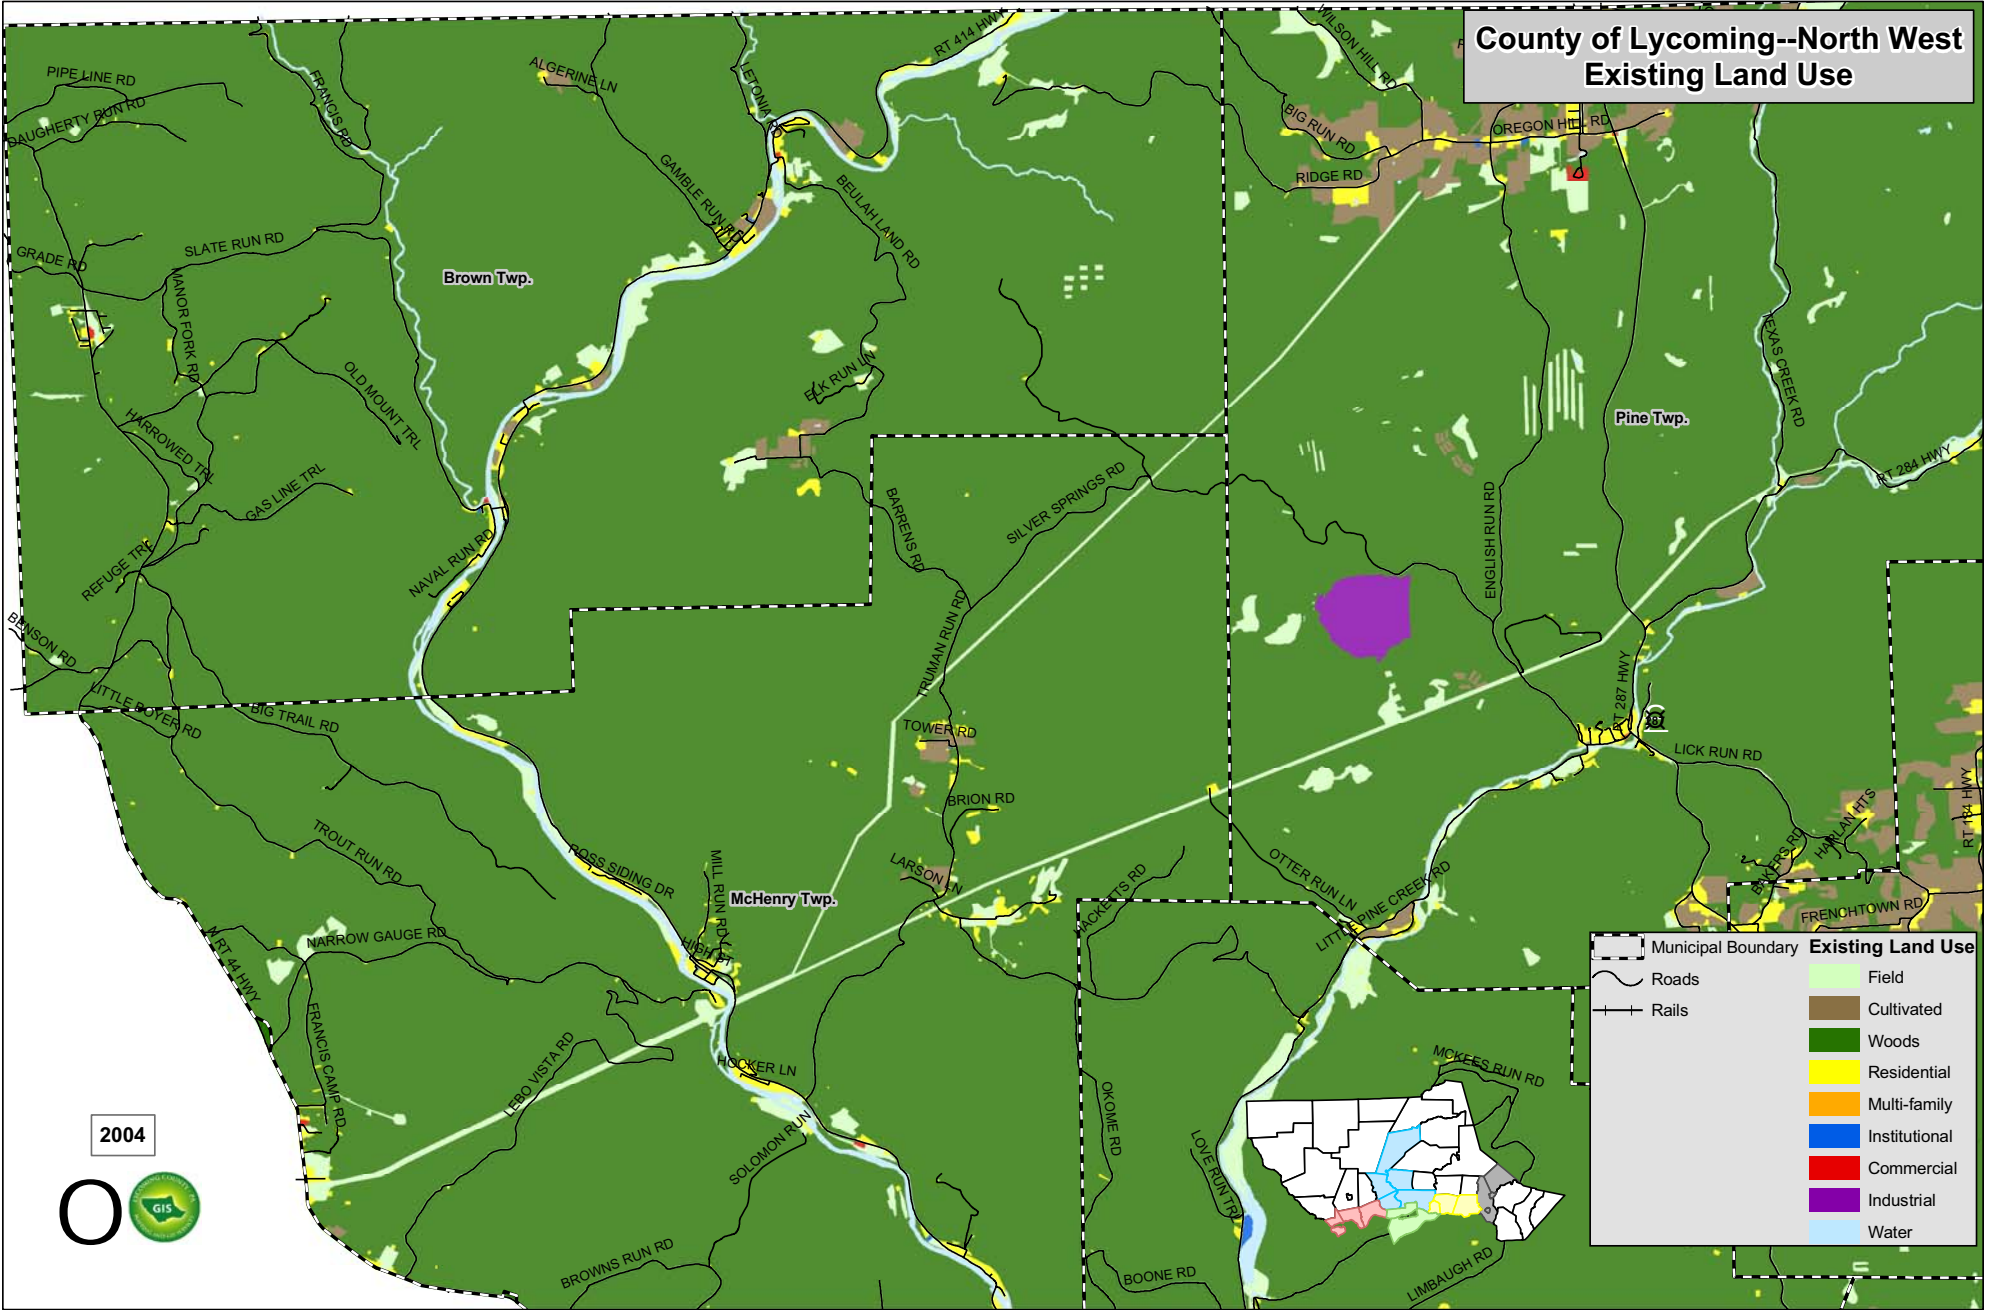 County of Lycoming--North West
Existing Land Use
RT 414 HWY
WILSON HILL RD
PIPE LINE RD
ALGERINE LN
FRANCIS RD
DAUGHERTY RUN RD
BIG RUN RD
OREGON HILL RD
RIDGE RD
GAMBLE RUN RD
BEULAH LAND RD
SLATE RUN RD
GRADE RD
Brown Twp.
MANOR FORK RD
OLD MOUNT TRL
ELK RUN LN
TEXAS CREEK RD
Pine Twp.
HARROWED TRL
GAS LINE TRL
RT 284 HWY
BARRENS RD
SILVER SPRINGS RD
ENGLISH RUN RD
NAVAL RUN RD
REFUGE TRL
BENSON RD
TRUMAN RUN RD
RT 287 HWY
LITTLE BOYER RD
BIG TRAIL RD
TOWER RD
LICK RUN RD
BRION RD
RT 184 HWY
HARLAN HTS
BAKERS RD
TROUT RUN RD
ROSS SIDING DR
MILL RUN RD
McHenry Twp.
LARSON LN
HACKETTS RD
OTTER RUN LN
LITTLE PINE CREEK RD
FRENCHTOWN RD
N RT 44 HWY
NARROW GAUGE RD
HIGH ST
FRANCIS CAMP RD
LEBO VISTA RD
HOCKER LN
OKOME RD
MCKEES RUN RD
SOLOMON RUN
LOVE RUN TRL
BROWNS RUN RD
BOONE RD
LIMBAUGH RD
Municipal Boundary
Roads
Rails
Existing Land Use
Field
Cultivated
Woods
Residential
Multi-family
Institutional
Commercial
Industrial
Water
2004
O
GIS